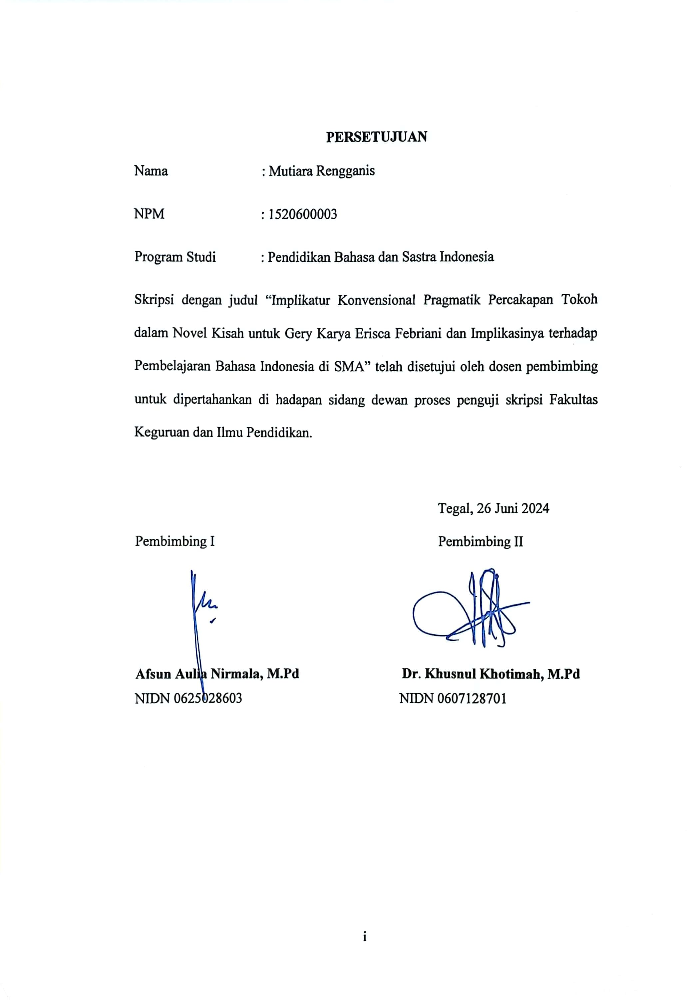 PERSETUJUAN
Nama : Mutiara Rengganis
NPM : 1520600003
Program Studi : Pendidikan Bahasa dan Sastra Indonesia
Skripsi dengan judul “Implikatur Konvensional Pragmatik Percakapan Tokoh
dalam Novel Kisah untuk Gery Karya Erisca Febriani dan Implikasinya terhadap
Pembelajaran Bahasa Indonesia di SMA” telah disetujui oleh dosen pembimbing
untuk dipertahankan di hadapan sidang dewan proses penguji skripsi Fakultas
Keguruan dan Ilmu Pendidikan.
Tegal, 26 Juni 2024
Pembimbing I Pembimbing II
Afsun Aulia Nirmala, M.Pd Dr. Khusnul Khotimah, M.Pd
NIDN 0625028603 NIDN 0607128701
i